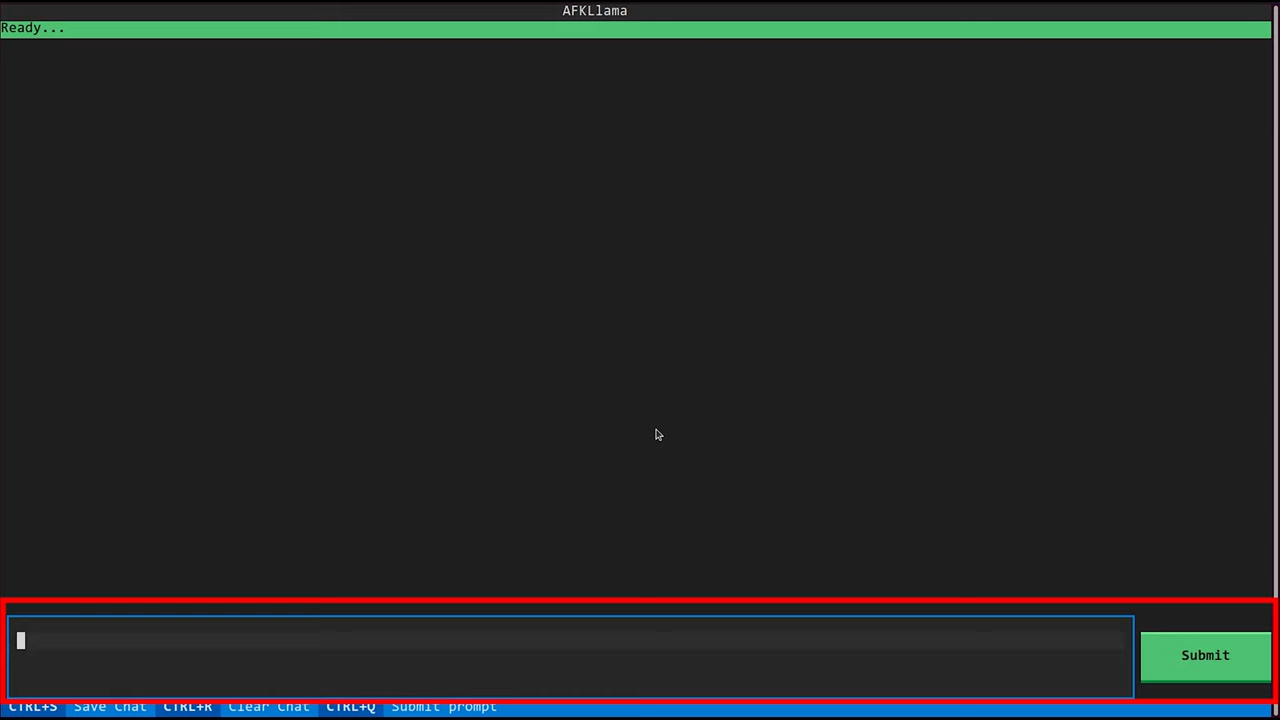 AFKLlama
Ready...
Submit
CTRL+S Save Chat CTRL+R Clear Chat CTRL+Q Submit prompt